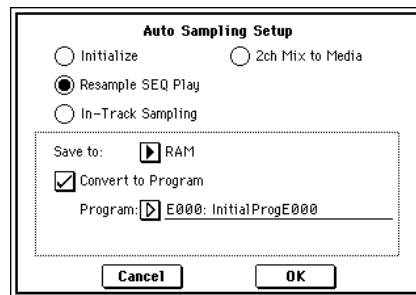 Auto Sampling Setup
Initialize 2ch Mix to Media
Resample SEQ Play
In-Track Sampling
Save to: RAM
Convert to Program
Program: E000: InitialProgE000
Cancel OK